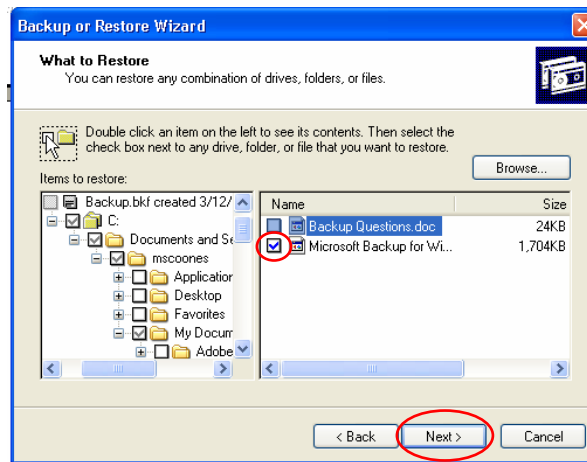 Backup or Restore Wizard
What to Restore
You can restore any combination of drives, folders, or files.
Double click an item on the left to see its contents. Then select the
check box next to any drive, folder, or file that you want to restore.
Browse...
Items to restore:
Backup.bkf created 3/12/
C:
Documents and
mscoones
Application
Desktop
Favorites
My Docum
Adobe
Name Size
Backup Questions.doc 24KB
Microsoft Backup for Wi... 1,704KB
< Back Next > Cancel